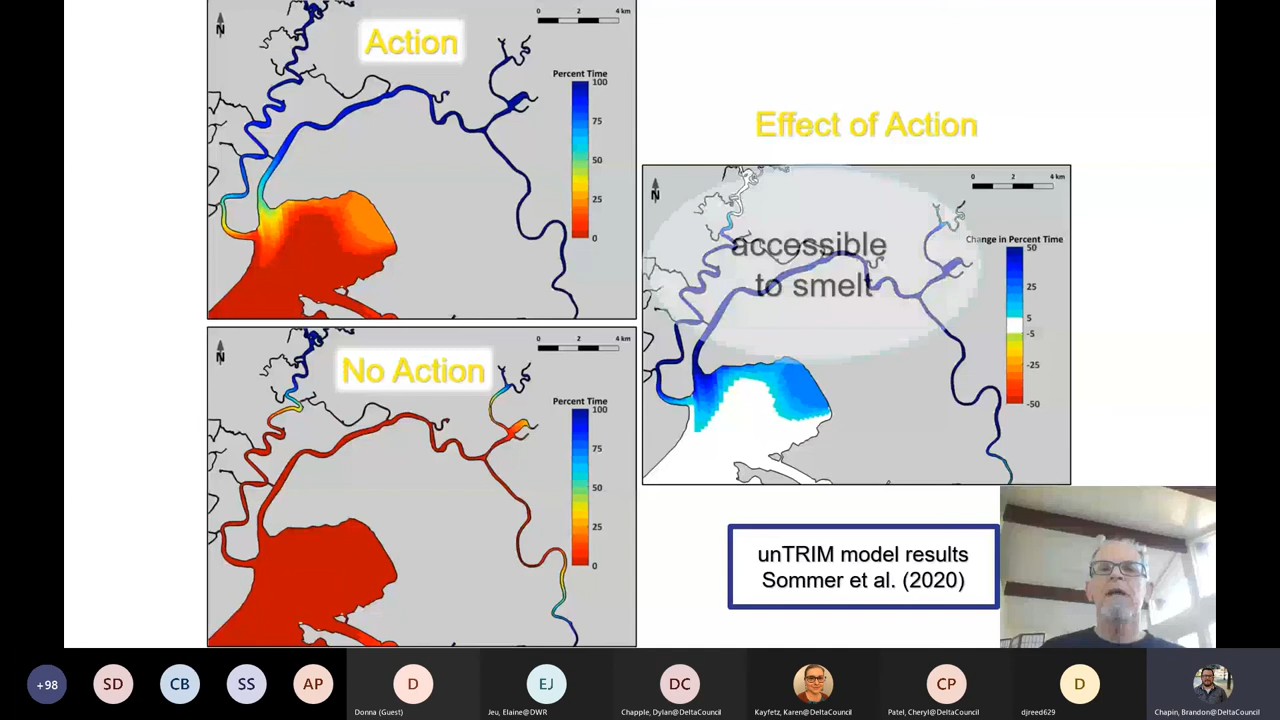 N
0 2 4 km
Action
Percent Time
100
75
50
25
0
Effect of Action
N
0 2 4 km
accessible
to smelt
Change in Percent Time
50
25
5
-5
-25
-50
N
0 2 4 km
No Action
Percent Time
100
75
50
25
0
unTRIM model results
Sommer et al. (2020)
+98
SD
CB
SS
AP
D
EJ
DC
CP
D
Donna (Guest)
Jeu, Elaine@DWR
Chapple, Dylan@DeltaCouncil
Kayfetz, Karen@DeltaCouncil
Patel, Cheryl@DeltaCouncil
djreed629
Chapin, Brandon@DeltaCouncil